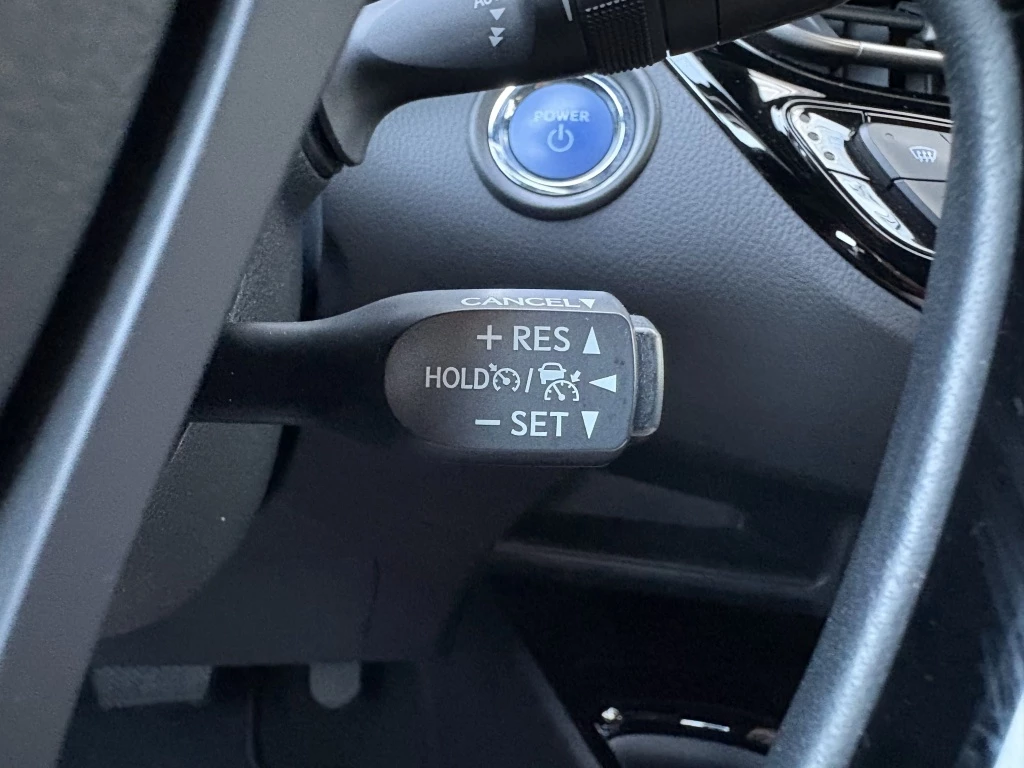 POWER
CANCEL▼
+ RES ▲
HOLD / ◀
− SET ▼